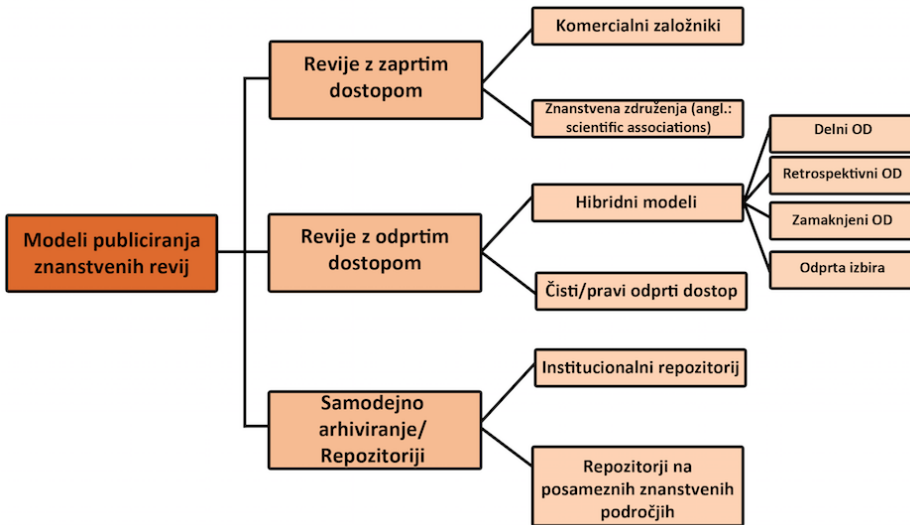 Modeli publiciranja
znanstvenih revij
Revije z zaprtim
dostopom
Komercialni založniki
Znanstvena združenja (angl.:
scientific associations)
Revije z odprtim
dostopom
Hibridni modeli
Delni OD
Retrospektivni OD
Zamaknjeni OD
Odprta izbira
Čisti/pravi odprti dostop
Samodejno
arhiviranje/
Repozitoriji
Institucionalni repozitorij
Repozitorji na
posameznih znanstvenih
področjih